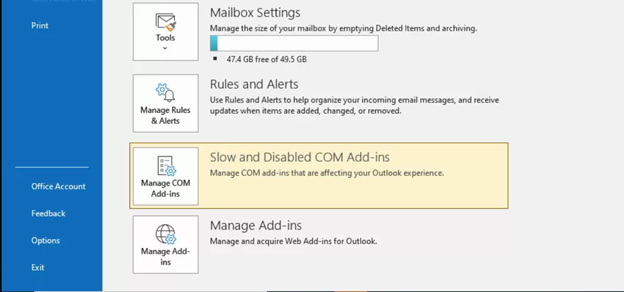 Print
Tools
Mailbox Settings
Manage the size of your mailbox by emptying Deleted Items and archiving.
47.4 GB free of 49.5 GB
Manage Rules
& Alerts
Rules and Alerts
Use Rules and Alerts to help organize your incoming email messages, and receive
updates when items are added, changed, or removed.
Manage COM
Add-ins
Slow and Disabled COM Add-ins
Manage COM add-ins that are affecting your Outlook experience.
Manage Add-
ins
Manage Add-ins
Manage and acquire Web Add-ins for Outlook.
Office Account
Feedback
Options
Exit